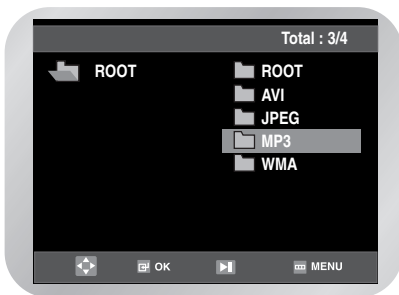 Total : 3/4
ROOT
ROOT
AVI
JPEG
MP3
WMA
OK
MENU